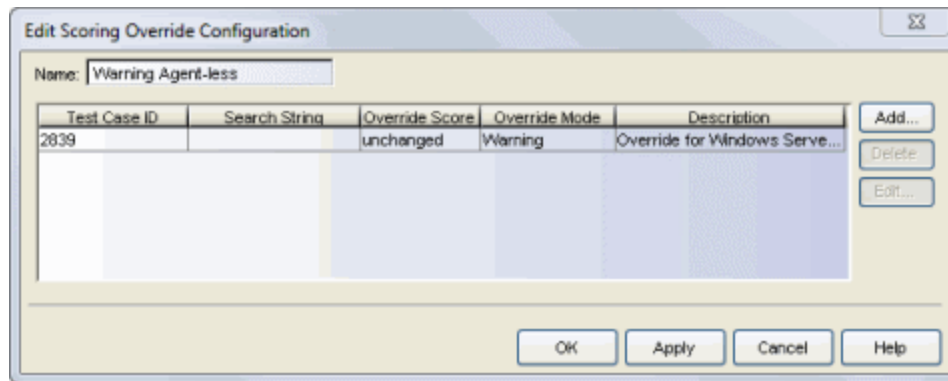 Edit Scoring Override Configuration
Name: Warning Agent-less
Test Case ID Search String Override Score Override Mode Description
2839 unchanged Warning Override for Windows Serve...
Add...
Delete
Edit...
OK Apply Cancel Help